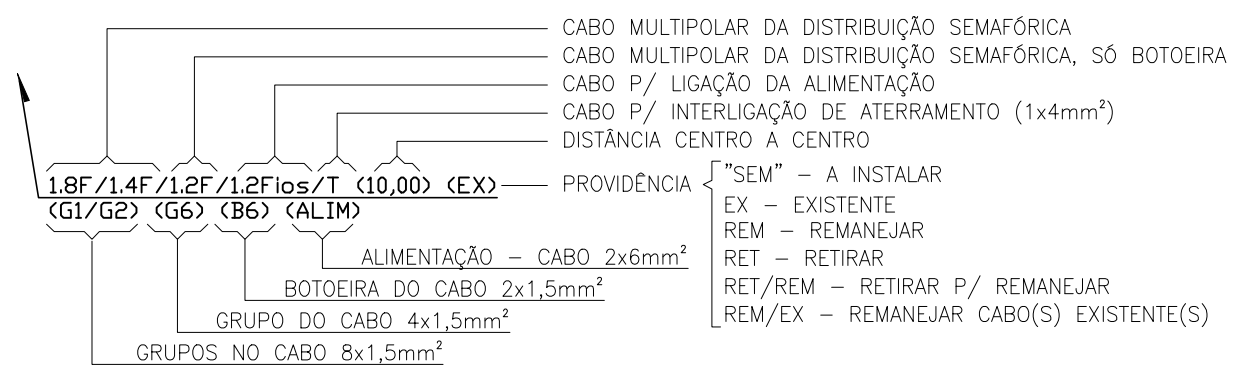 CABO MULTIPOLAR DA DISTRIBUIÇÃO SEMAFÓRICA
CABO MULTIPOLAR DA DISTRIBUIÇÃO SEMAFÓRICA, SÓ BOTOEIRA
CABO P/ LIGAÇÃO DA ALIMENTAÇÃO
CABO P/ INTERLIGAÇÃO DE ATERRAMENTO (1x4mm²)
DISTÂNCIA CENTRO A CENTRO
1.8F/1.4F/1.2F/1.2Fios/T (10,00) (EX)
(G1/G2) (G6) (B6) (ALIM)
PROVIDÊNCIA
"SEM" – A INSTALAR
EX – EXISTENTE
REM – REMANEJAR
RET – RETIRAR
RET/REM – RETIRAR P/ REMANEJAR
REM/EX – REMANEJAR CABO(S) EXISTENTE(S)
ALIMENTAÇÃO – CABO 2x6mm²
BOTOEIRA DO CABO 2x1,5mm²
GRUPO DO CABO 4x1,5mm²
GRUPOS NO CABO 8x1,5mm²